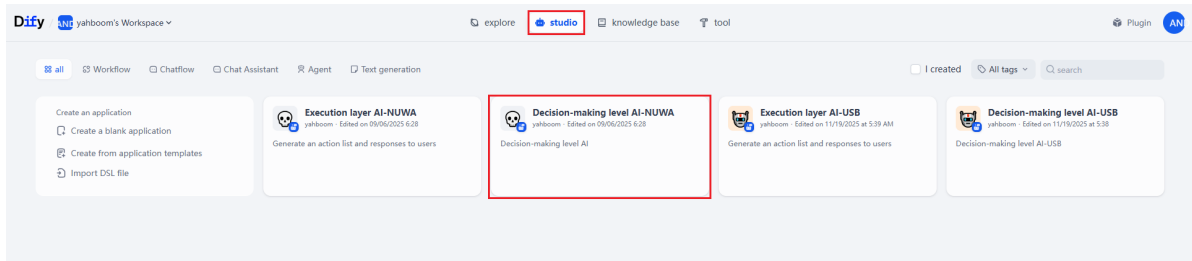 Dify / AND yahboom's Workspace
explore studio knowledge base tool
Plugin AN
all Workflow Chatflow Chat Assistant Agent Text generation
I created All tags search
Create an application
Create a blank application
Create from application templates
Import DSL file
Execution layer AI-NUWA
yahboom · Edited on 09/06/2025 6:28
Generate an action list and responses to users
Decision-making level AI-NUWA
yahboom · Edited on 09/06/2025 6:28
Decision-making level AI
Execution layer AI-USB
yahboom · Edited on 11/19/2025 at 5:39 AM
Generate an action list and responses to users
Decision-making level AI-USB
yahboom · Edited on 11/19/2025 at 5:38
Decision-making level AI-USB